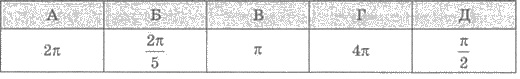 А Б В Г Д
2π 2π/5 π 4π π/2